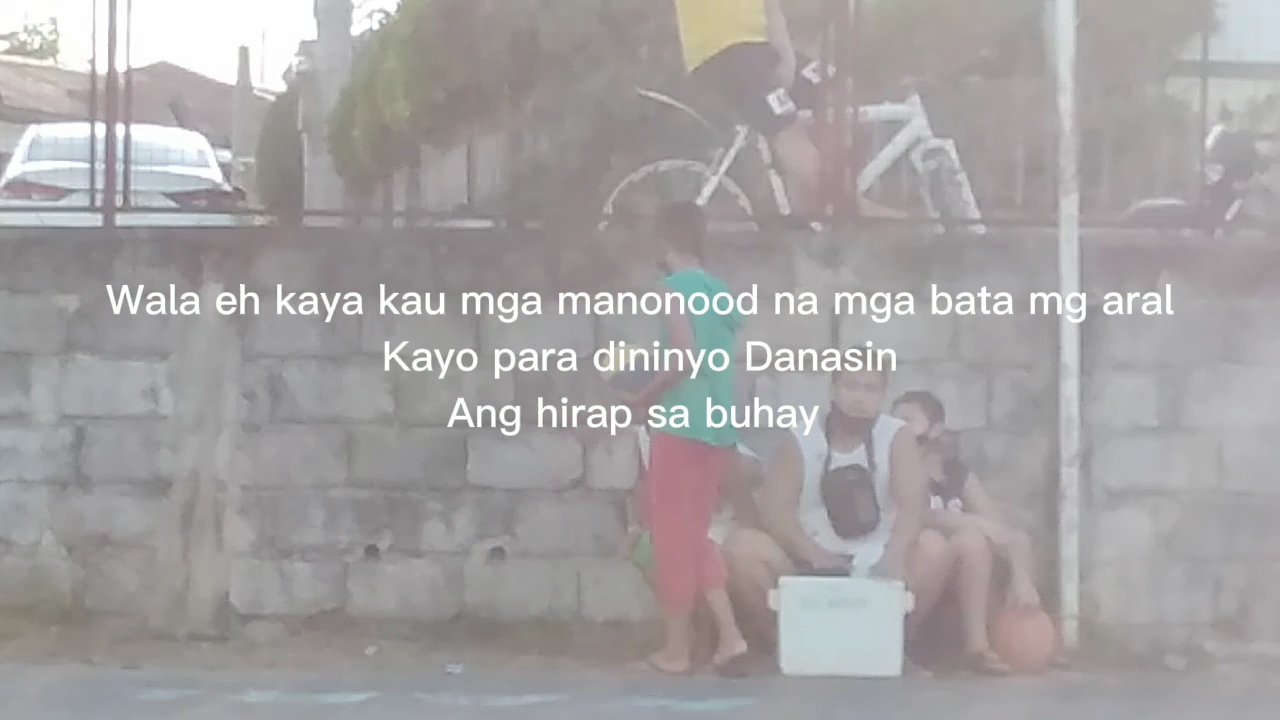 Wala eh kaya kau mga manonood na mga bata mg aral
Kayo para dininyo Danasin
Ang hirap sa buhay